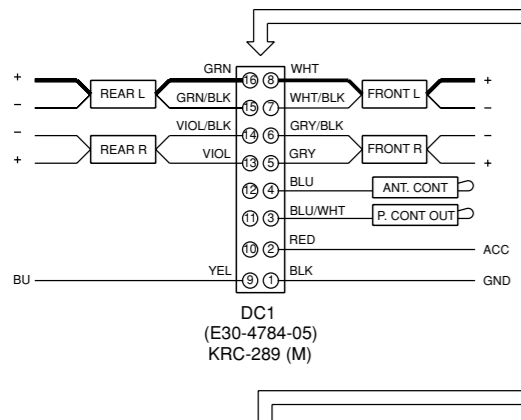 GRN 16 8 WHT
+ REAR L FRONT L +
− GRN/BLK 15 7 WHT/BLK −
− VIOL/BLK 14 6 GRY/BLK −
REAR R FRONT R
+ VIOL 13 5 GRY +
12 4 BLU ANT. CONT
11 3 BLU/WHT P. CONT OUT
10 2 RED ACC
BU YEL 9 1 BLK GND
DC1
(E30-4784-05)
KRC-289 (M)